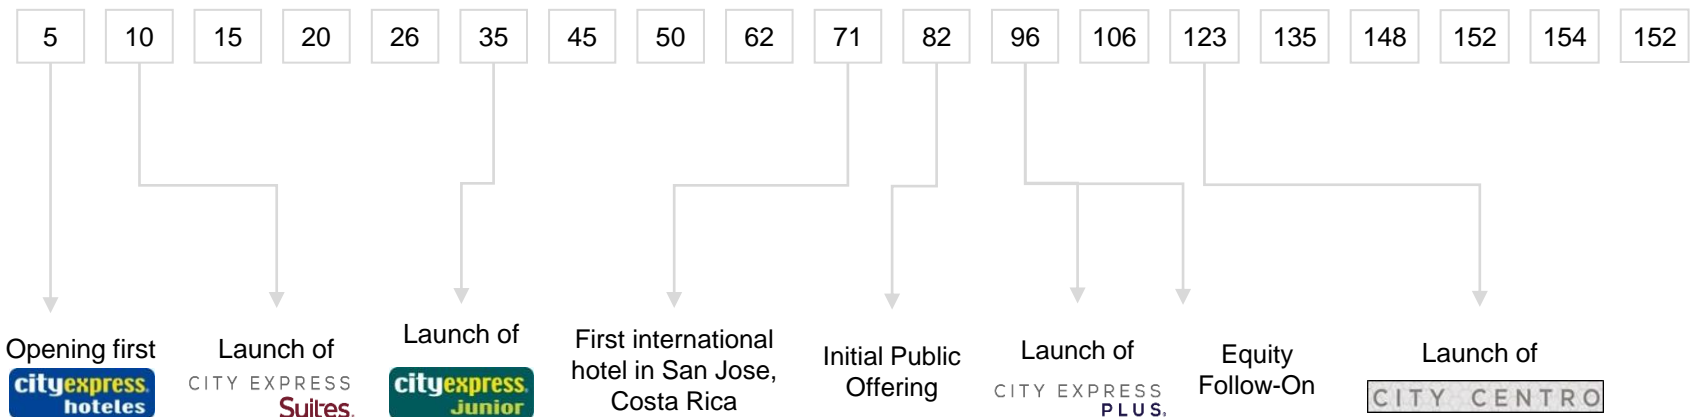 5 10 15 20 26 35 45 50 62 71 82 96 106 123 135 148 152 154 152
Opening first
cityexpress.
hoteles
Launch of
CITY EXPRESS
Suites®
Launch of
cityexpress.
Junior
First international
hotel in San Jose,
Costa Rica
Initial Public
Offering
Launch of
CITY EXPRESS
PLUS®
Equity
Follow-On
Launch of
CITY CENTRO